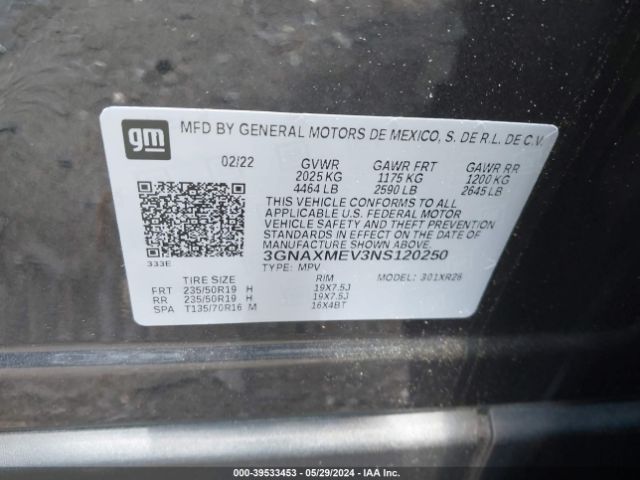 gm
MFD BY GENERAL MOTORS DE MEXICO, S. DE R.L. DE C.V.
02/22 GVWR GAWR FRT GAWR RR
2025 KG 1175 KG 1200 KG
4464 LB 2590 LB 2645 LB
THIS VEHICLE CONFORMS TO ALL
APPLICABLE U.S. FEDERAL MOTOR
VEHICLE SAFETY AND THEFT PREVENTION
STANDARDS IN EFFECT ON THE DATE OF
MANUFACTURE SHOWN ABOVE.
333E 3GNAXMEV3NS120250
TYPE: MPV MODEL: 301XR26
TIRE SIZE RIM
FRT 235/50R19 H 19X7.5J
RR 235/50R19 H 19X7.5J
SPA T135/70R16 M 16X4BT
000-39533453 - 05/29/2024 - IAA Inc.